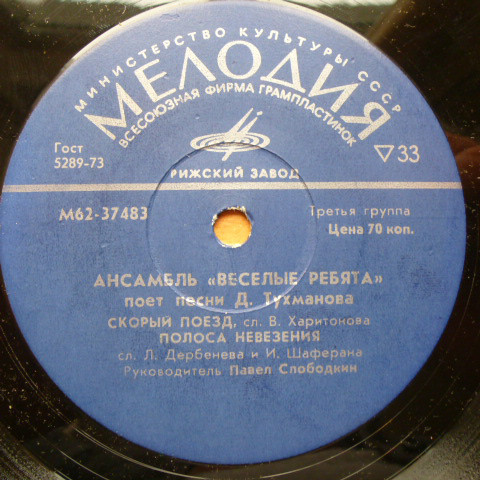 МИНИСТЕРСТВО КУЛЬТУРЫ СССР
МЕЛОДИЯ
ВСЕСОЮЗНАЯ ФИРМА ГРАМПЛАСТИНОК
Гост
5289-73
▽33
РИЖСКИЙ ЗАВОД
М62-37483
Третья группа
Цена 70 коп.
АНСАМБЛЬ «ВЕСЕЛЫЕ РЕБЯТА»
поет песни Д. Тухманова
СКОРЫЙ ПОЕЗД, сл. В. Харитонова
ПОЛОСА НЕВЕЗЕНИЯ
сл. Л. Дербенева и И. Шаферана
Руководитель Павел Слободкин